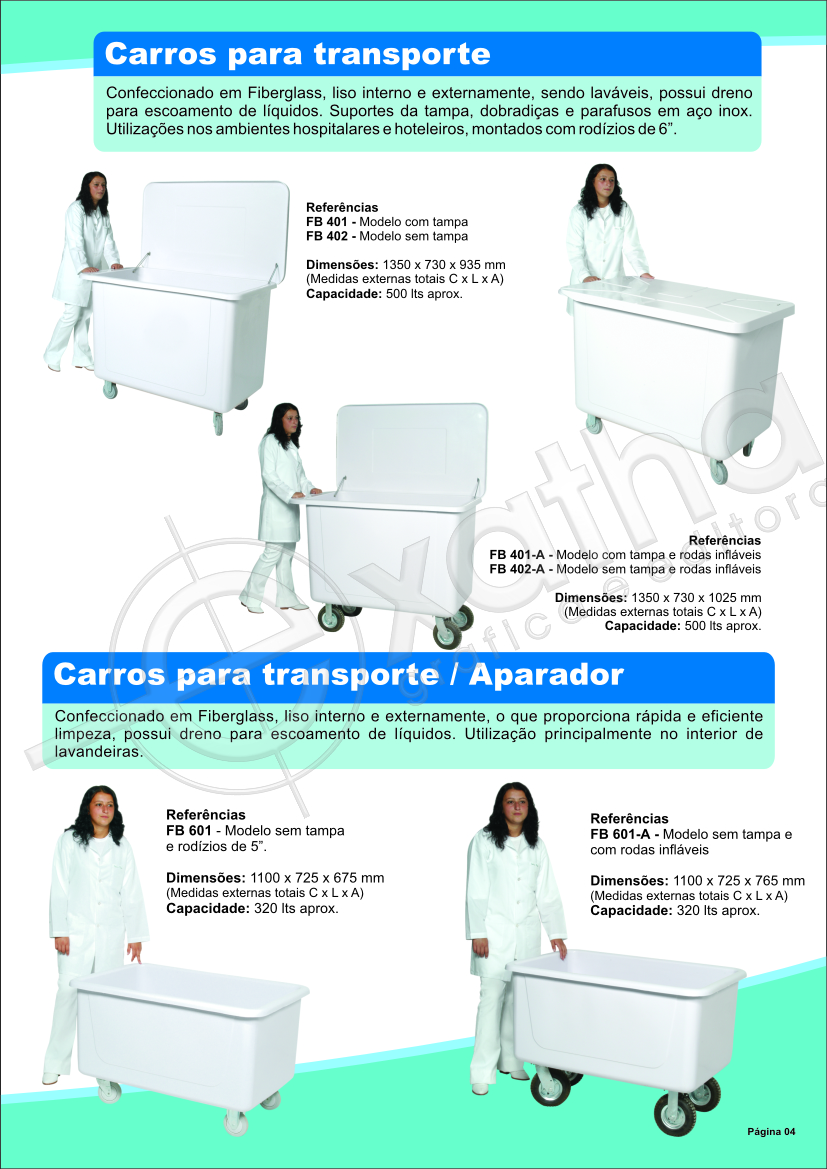 Carros para transporte
Confeccionado em Fiberglass, liso interno e externamente, sendo laváveis, possui dreno
para escoamento de líquidos. Suportes da tampa, dobradiças e parafusos em aço inox.
Utilizações nos ambientes hospitalares e hoteleiros, montados com rodízios de 6”.
Referências
FB 401 - Modelo com tampa
FB 402 - Modelo sem tampa
Dimensões: 1350 x 730 x 935 mm
(Medidas externas totais C x L x A)
Capacidade: 500 lts aprox.
Referências
FB 401-A - Modelo com tampa e rodas infláveis
FB 402-A - Modelo sem tampa e rodas infláveis
Dimensões: 1350 x 730 x 1025 mm
(Medidas externas totais C x L x A)
Capacidade: 500 lts aprox.
exatha
grafica e editora
Carros para transporte / Aparador
Confeccionado em Fiberglass, liso interno e externamente, o que proporciona rápida e eficiente
limpeza, possui dreno para escoamento de líquidos. Utilização principalmente no interior de
lavandeiras.
Referências
FB 601 - Modelo sem tampa
e rodízios de 5”.
Dimensões: 1100 x 725 x 675 mm
(Medidas externas totais C x L x A)
Capacidade: 320 lts aprox.
Referências
FB 601-A - Modelo sem tampa e
com rodas infláveis
Dimensões: 1100 x 725 x 765 mm
(Medidas externas totais C x L x A)
Capacidade: 320 lts aprox.
Página 04